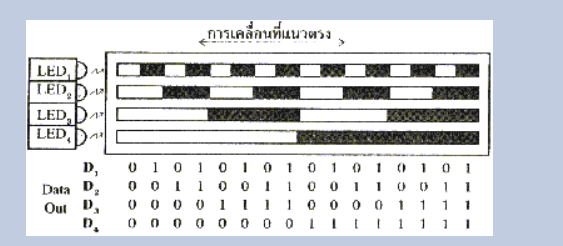 การเคลื่อนที่แนวตรง
LED₁
LED₂
LED₃
LED₄
D₁ 0 1 0 1 0 1 0 1 0 1 0 1 0 1 0 1
Data D₂ 0 0 1 1 0 0 1 1 0 0 1 1 0 0 1 1
Out D₃ 0 0 0 0 1 1 1 1 0 0 0 0 1 1 1 1
D₄ 0 0 0 0 0 0 0 0 1 1 1 1 1 1 1 1